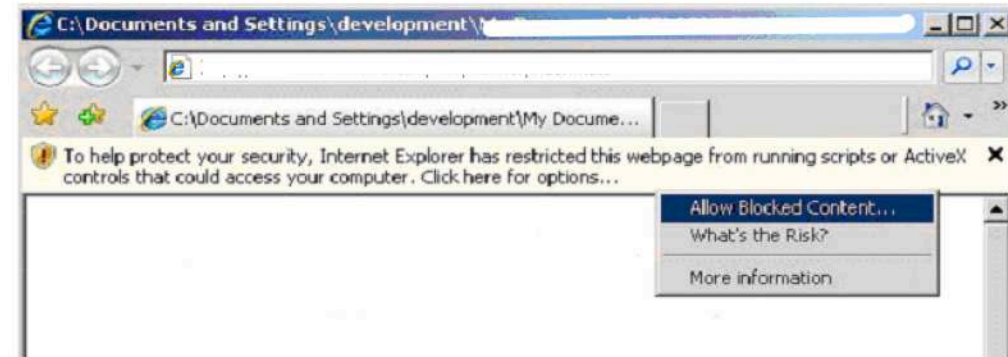 C:\Documents and Settings\development\
C:\Documents and Settings\development\My Docume...
To help protect your security, Internet Explorer has restricted this webpage from running scripts or ActiveX
controls that could access your computer. Click here for options...
Allow Blocked Content...
What's the Risk?
More information